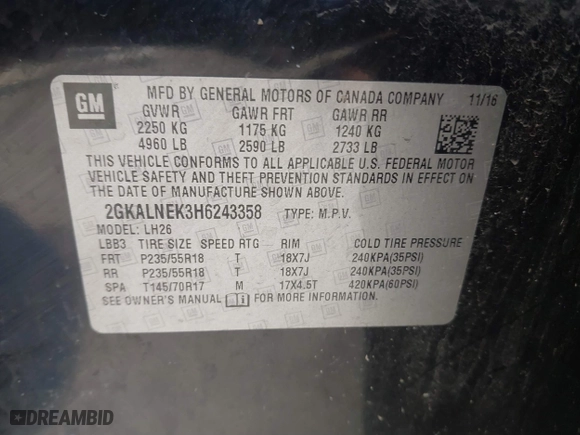 GM
MFD BY GENERAL MOTORS OF CANADA COMPANY 11/16
GVWR GAWR FRT GAWR RR
2250 KG 1175 KG 1240 KG
4960 LB 2590 LB 2733 LB
THIS VEHICLE CONFORMS TO ALL APPLICABLE U.S. FEDERAL MOTOR
VEHICLE SAFETY AND THEFT PREVENTION STANDARDS IN EFFECT ON
THE DATE OF MANUFACTURE SHOWN ABOVE.
2GKALNEK3H6243358 TYPE: M.P.V.
MODEL: LH26
LBB3 TIRE SIZE SPEED RTG RIM COLD TIRE PRESSURE
FRT P235/55R18 T 18X7J 240KPA(35PSI)
RR P235/55R18 T 18X7J 240KPA(35PSI)
SPA T145/70R17 M 17X4.5T 420KPA(60PSI)
SEE OWNER'S MANUAL FOR MORE INFORMATION
DREAMBID